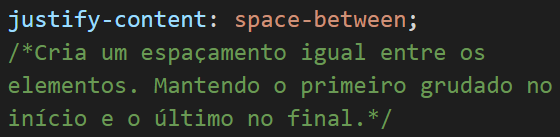 justify-content: space-between;
/*Cria um espaçamento igual entre os
elementos. Mantendo o primeiro grudado no
início e o último no final.*/